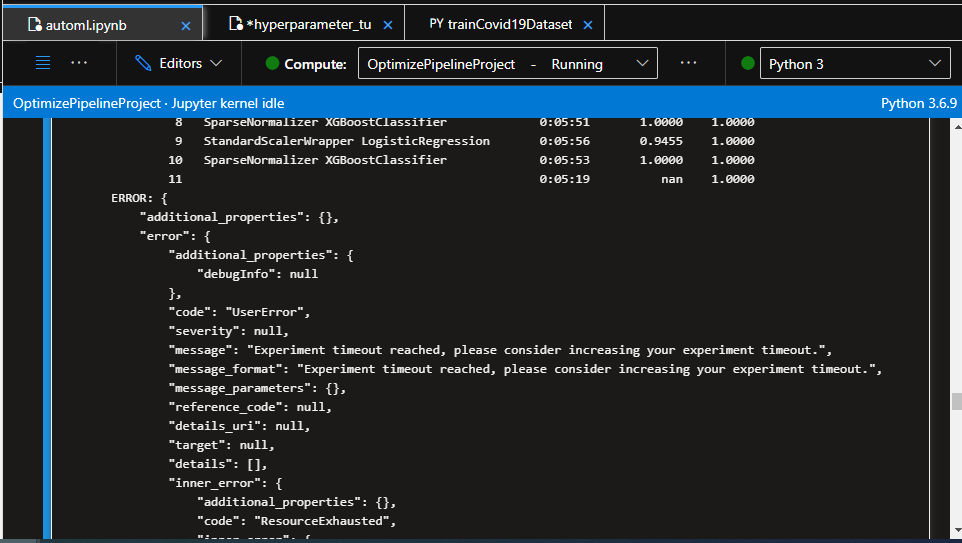 automl.ipynb × *hyperparameter_tu × PY trainCovid19Dataset ×
Editors Compute: OptimizePipelineProject - Running Python 3
OptimizePipelineProject · Jupyter kernel idle Python 3.6.9
8 SparseNormalizer XGBoostClassifier 0:05:51 1.0000 1.0000
9 StandardScalerWrapper LogisticRegression 0:05:56 0.9455 1.0000
10 SparseNormalizer XGBoostClassifier 0:05:53 1.0000 1.0000
11 0:05:19 nan 1.0000
ERROR: {
"additional_properties": {},
"error": {
"additional_properties": {
"debugInfo": null
},
"code": "UserError",
"severity": null,
"message": "Experiment timeout reached, please consider increasing your experiment timeout.",
"message_format": "Experiment timeout reached, please consider increasing your experiment timeout.",
"message_parameters": {},
"reference_code": null,
"details_uri": null,
"target": null,
"details": [],
"inner_error": {
"additional_properties": {},
"code": "ResourceExhausted",
"inner_error": {